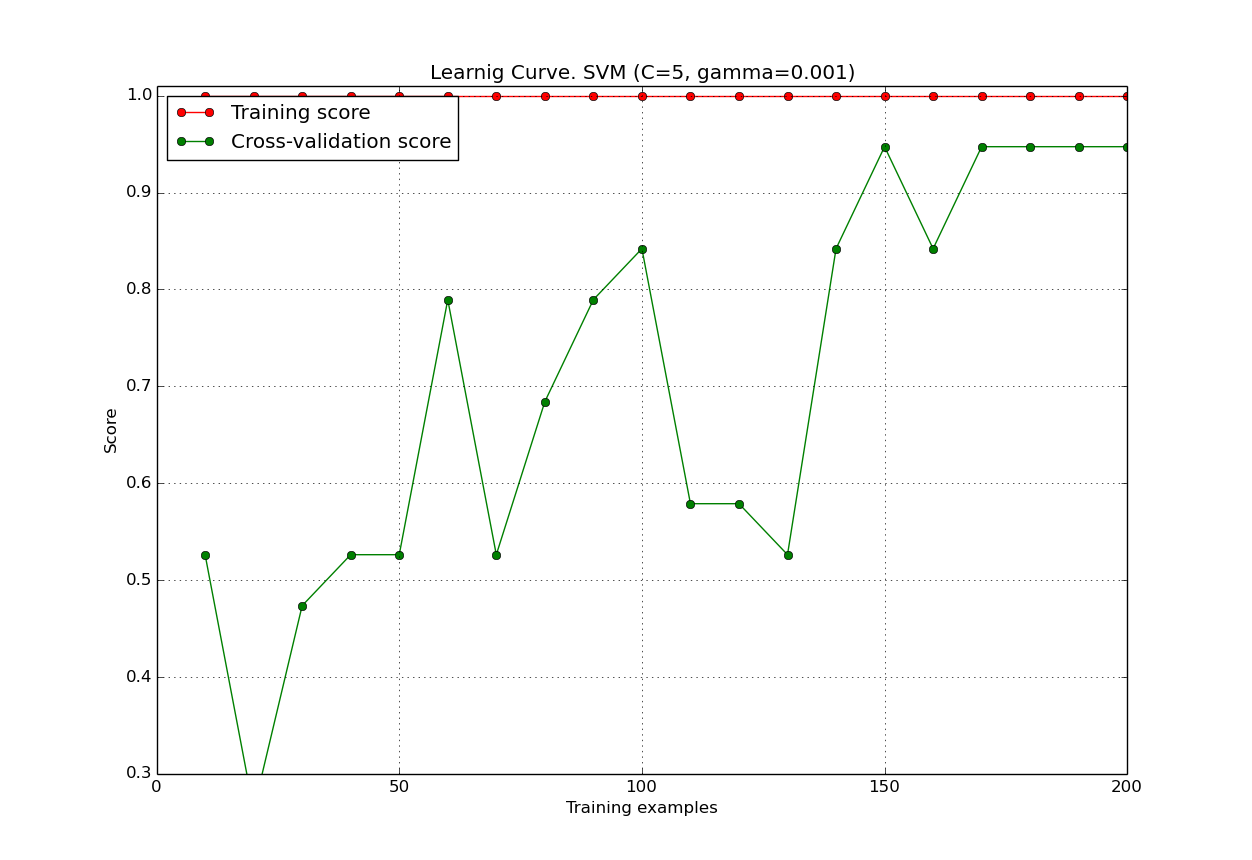 Learnig Curve. SVM (C=5, gamma=0.001)
Training score
Cross-validation score
1.0
0.9
0.8
0.7
0.6
0.5
0.4
0.3
Score
0 50 100 150 200
Training examples